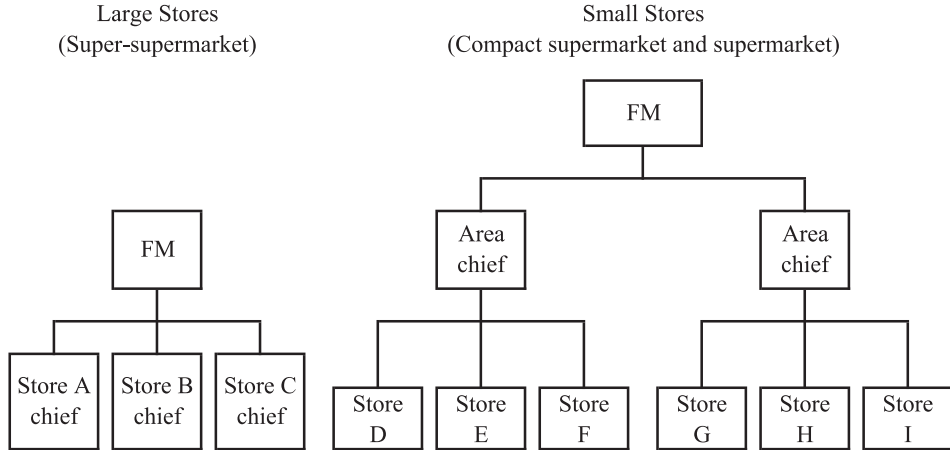 Large Stores
(Super-supermarket)
Small Stores
(Compact supermarket and supermarket)
FM
FM
Area
chief
Area
chief
Store A
chief
Store B
chief
Store C
chief
Store
D
Store
E
Store
F
Store
G
Store
H
Store
I